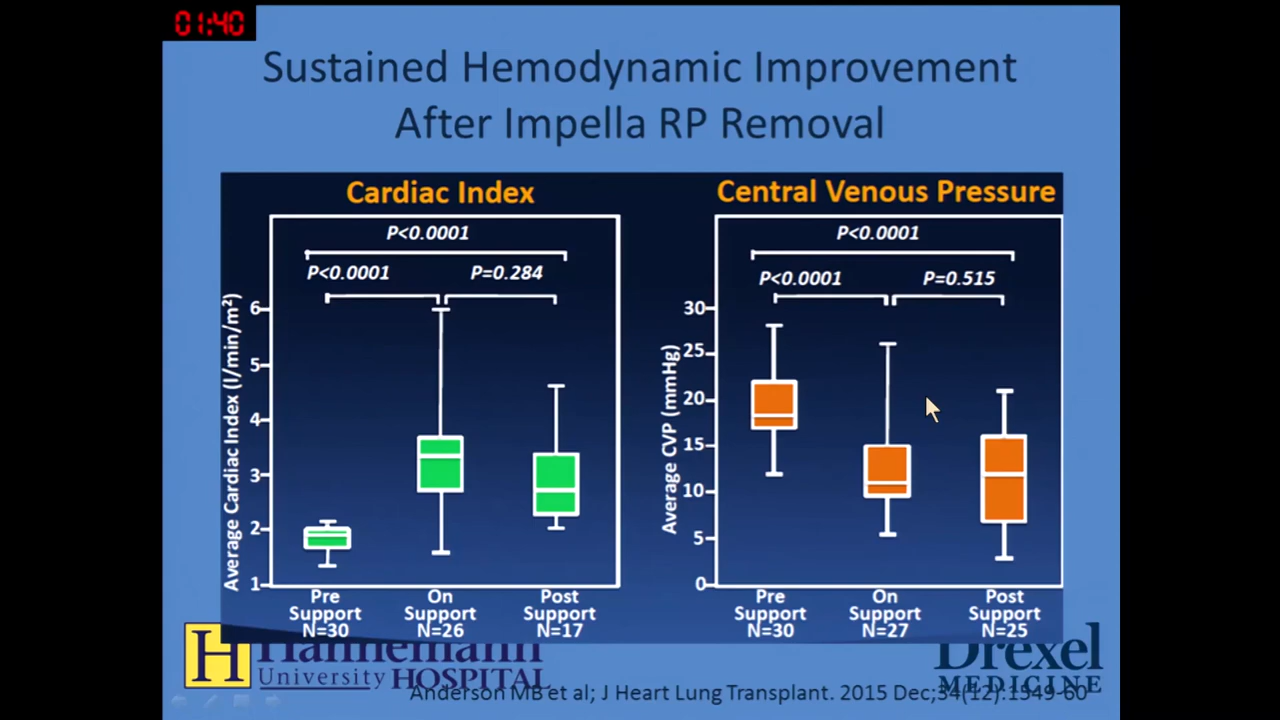 01:40
Sustained Hemodynamic Improvement
After Impella RP Removal
Cardiac Index
P<0.0001
P<0.0001
P=0.284
Average Cardiac Index (l/min/m²)
6
5
4
3
2
1
Pre
Support
N=30
On
Support
N=26
Post
Support
N=17
Central Venous Pressure
P<0.0001
P<0.0001
P=0.515
Average CVP (mmHg)
30
25
20
15
10
5
0
Pre
Support
N=30
On
Support
N=27
Post
Support
N=25
H
Hahnemann
University HOSPITAL
Drexel
MEDICINE
Anderson MB et al; J Heart Lung Transplant. 2015 Dec;34(12):1549-60